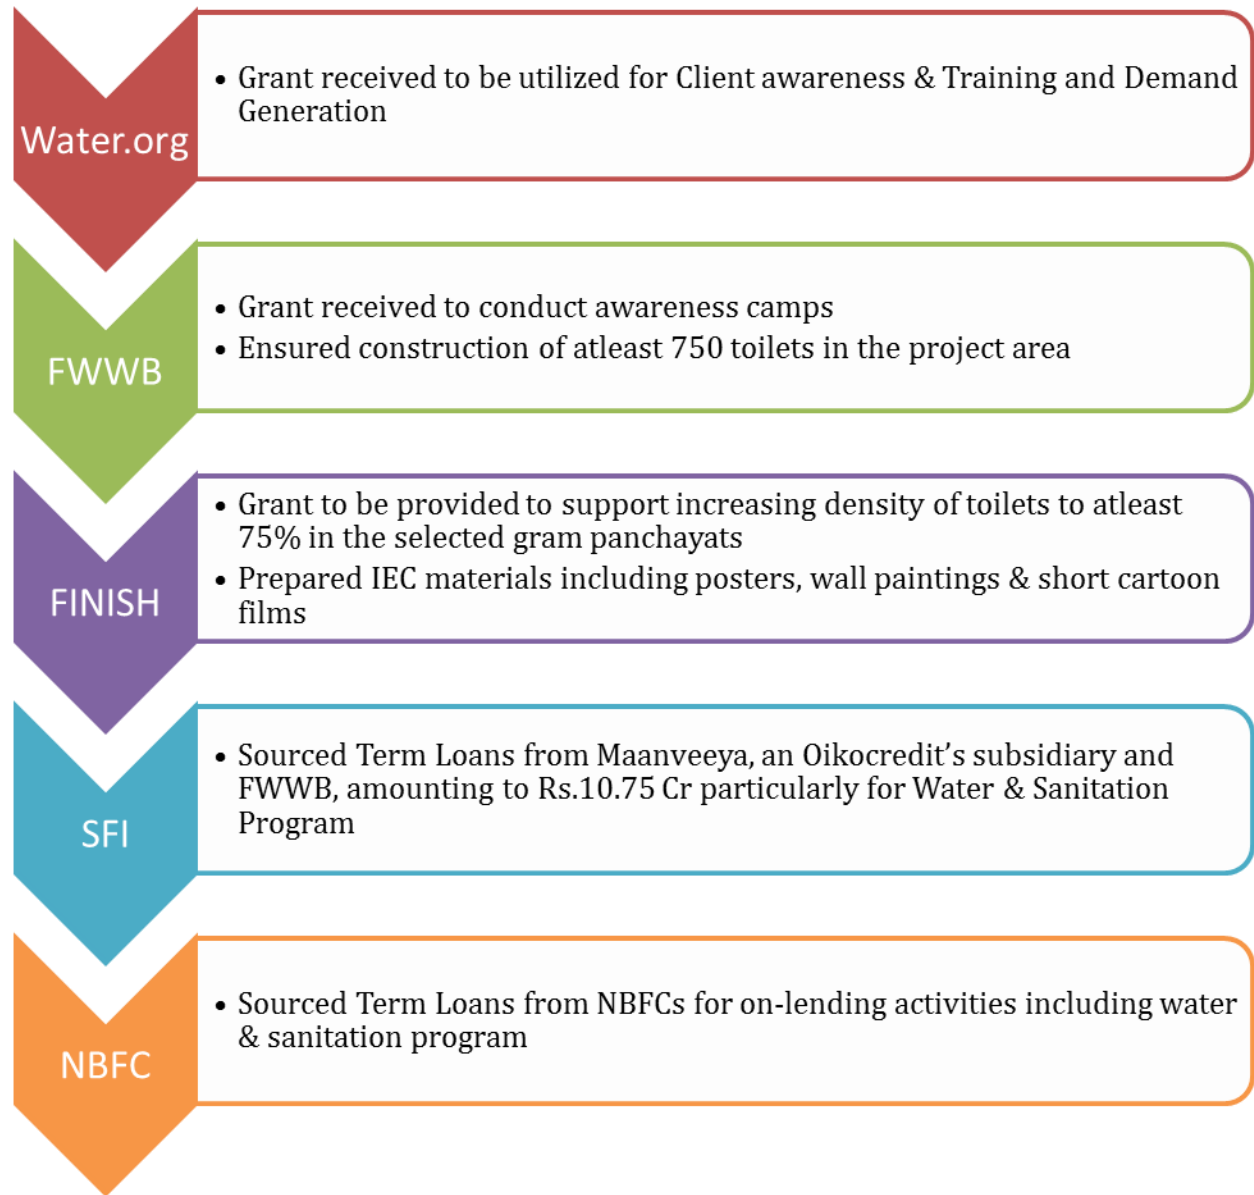 Water.org
• Grant received to be utilized for Client awareness & Training and Demand
Generation
FWWB
• Grant received to conduct awareness camps
• Ensured construction of atleast 750 toilets in the project area
FINISH
• Grant to be provided to support increasing density of toilets to atleast
75% in the selected gram panchayats
• Prepared IEC materials including posters, wall paintings & short cartoon
films
SFI
• Sourced Term Loans from Maanveeya, an Oikocredit’s subsidiary and
FWWB, amounting to Rs.10.75 Cr particularly for Water & Sanitation
Program
NBFC
• Sourced Term Loans from NBFCs for on-lending activities including water
& sanitation program